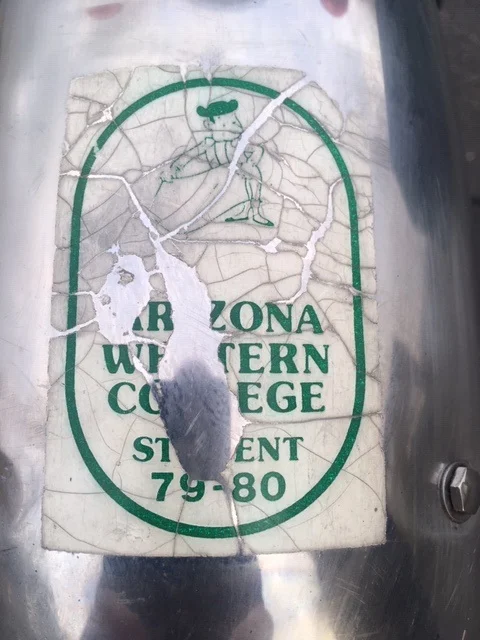 ARIZONA
WESTERN
COLLEGE
STUDENT
79-80